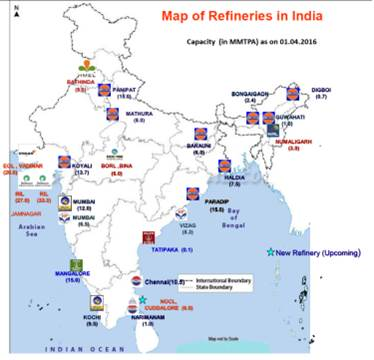 N
Map of Refineries in India
Capacity (in MMTPA) as on 01.04.2016
BATHINDA
(9.0)
PANIPAT
(15.0)
MATHURA
(8.0)
BONGAIGAON
(2.4)
DIGBOI
(0.7)
GUWAHATI
(1.0)
NUMALIGARH
(3.0)
BARAUNI
(6.0)
EOL, VADINAR
(20.0)
KOYALI
(13.7)
BORL, BINA
(6.0)
HALDIA
(7.5)
RIL
(27.0)
RIL
(33.0)
JAMNAGAR
PARADIP
(15.0)
MUMBAI
(12.0)
MUMBAI
(6.5)
VIZAG
(8.3)
Bay
of
Bengal
Arabian
Sea
TATIPAKA (0.1)
New Refinery (Upcoming)
MANGALORE
(15.0)
Chennai(10.5)
International Boundary
State Boundary
NOCL,
CUDDALORE (6.0)
KOCHI
(9.5)
NARIMANAM
(1.0)
Map not to Scale
INDIAN OCEAN